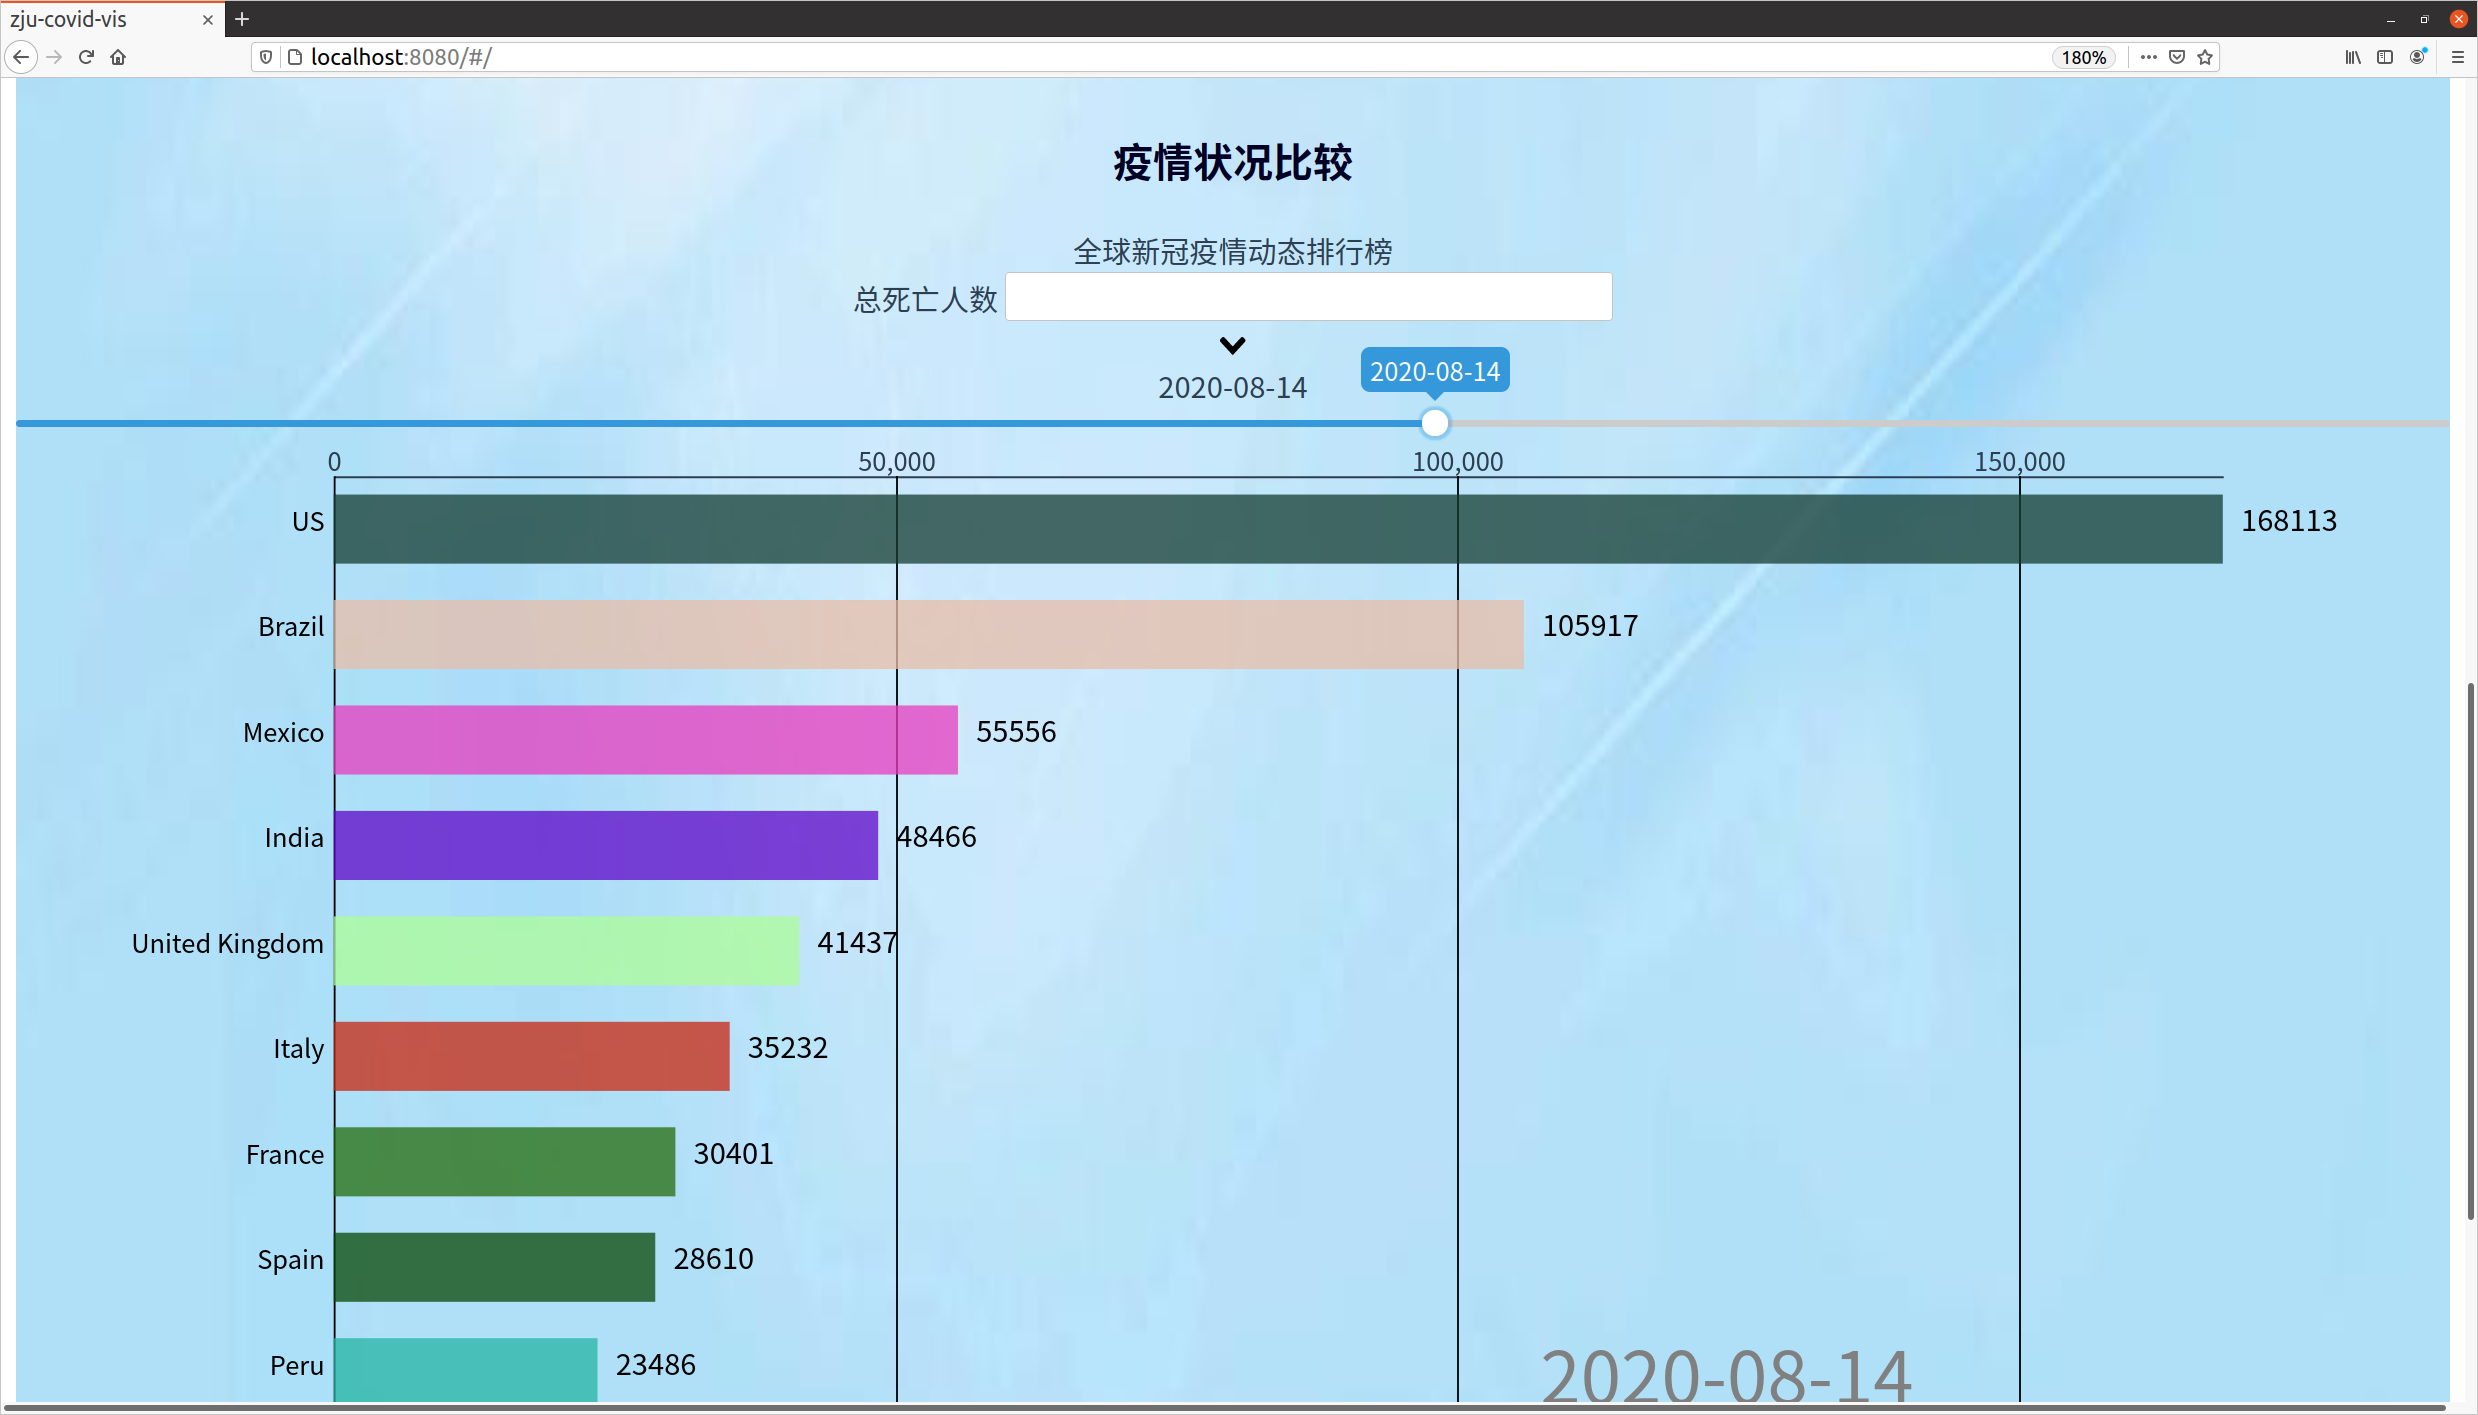 zju-covid-vis
localhost:8080/#/
180%
疫情状况比较
全球新冠疫情动态排行榜
总死亡人数
2020-08-14
2020-08-14
0 50,000 100,000 150,000
US 168113
Brazil 105917
Mexico 55556
India 48466
United Kingdom 41437
Italy 35232
France 30401
Spain 28610
Peru 23486
2020-08-14